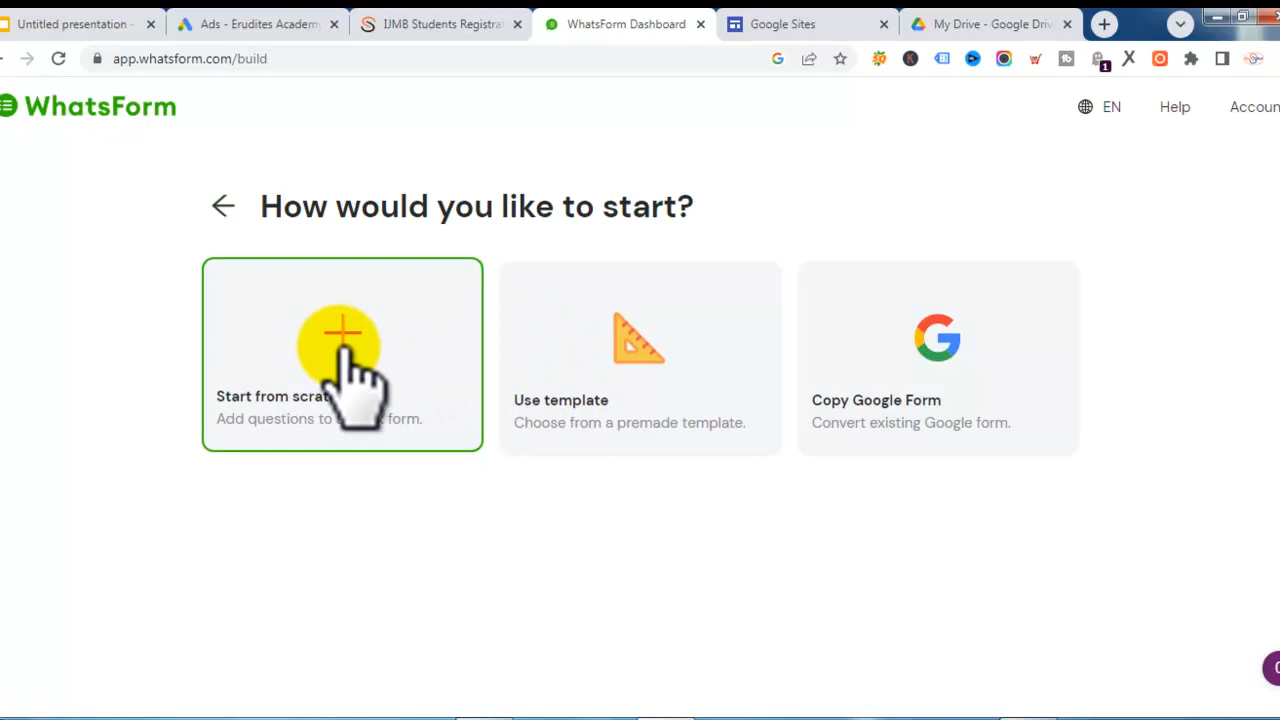 Untitled presentation -
Ads - Erudites Academ
IJMB Students Registra
WhatsForm Dashboard
Google Sites
My Drive - Google Driv
app.whatsform.com/build
1
WhatsForm
EN
Help
Accoun
How would you like to start?
Start from scrat
Add questions to form.
Use template
Choose from a premade template.
Copy Google Form
Convert existing Google form.